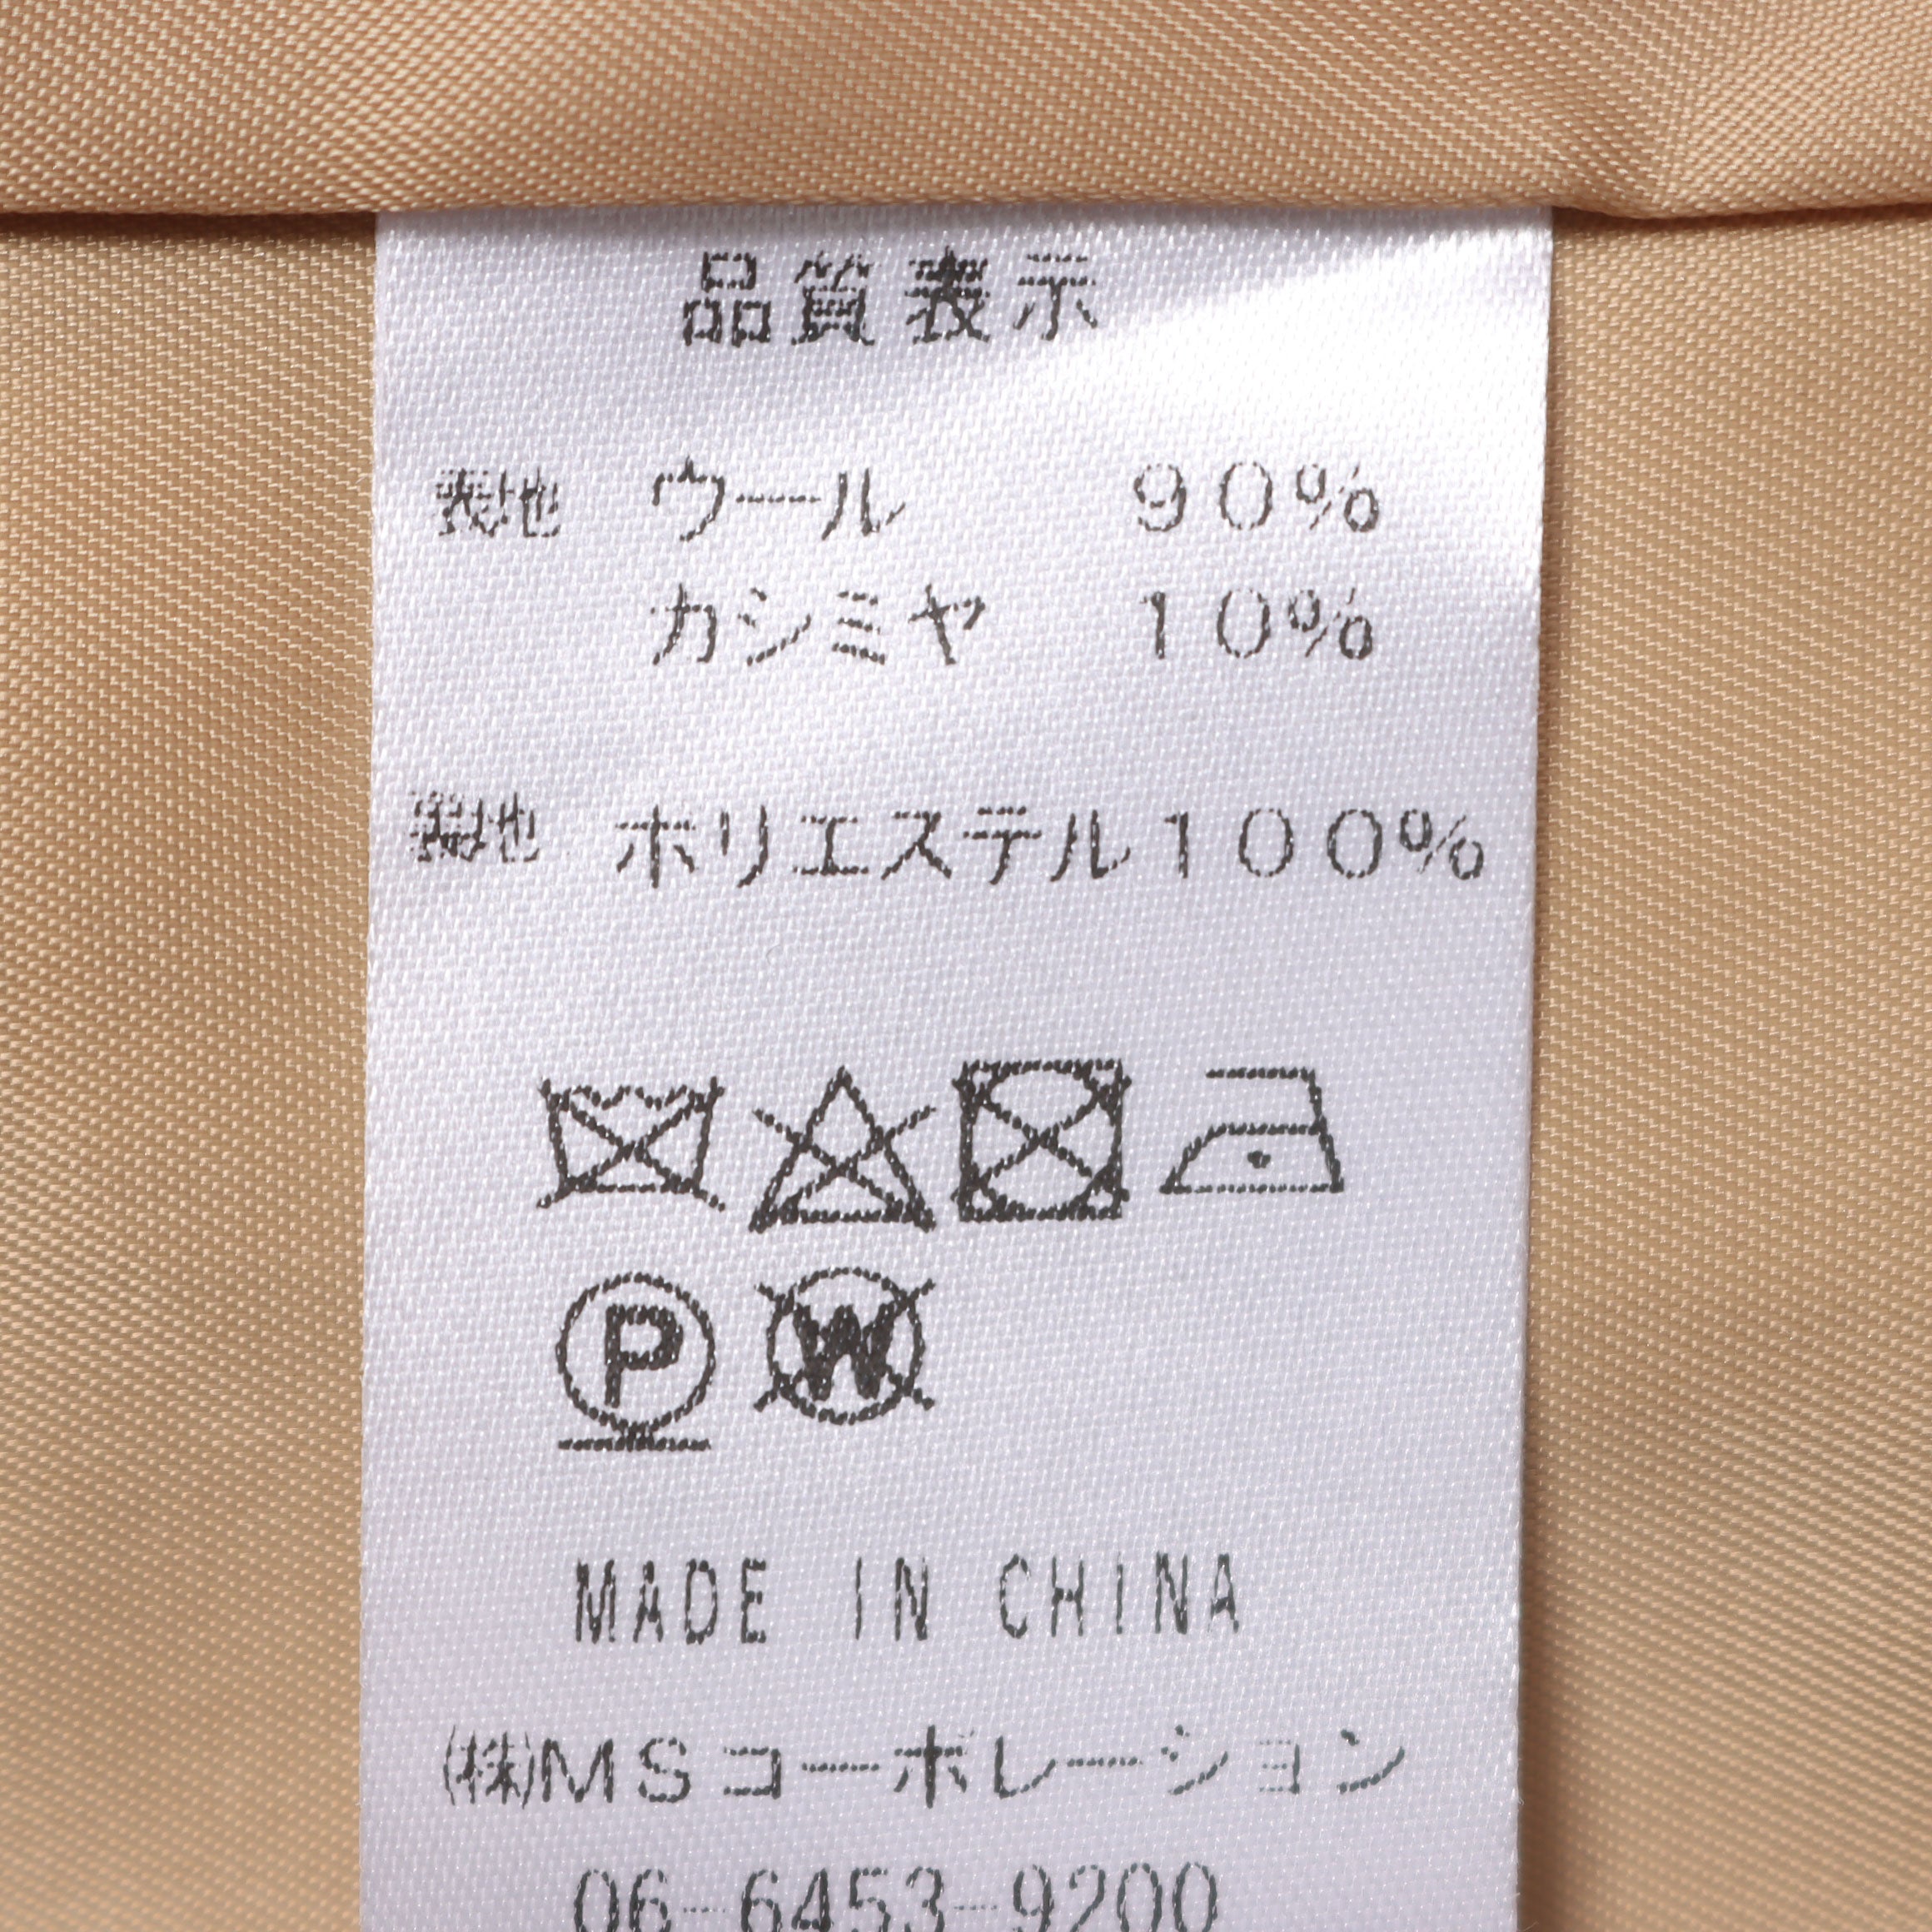 品質表示
表地 ウール 90%
カシミヤ 10%
裏地 ポリエステル100%
P W
MADE IN CHINA
㈱MSコーポレーション
06-6453-9200